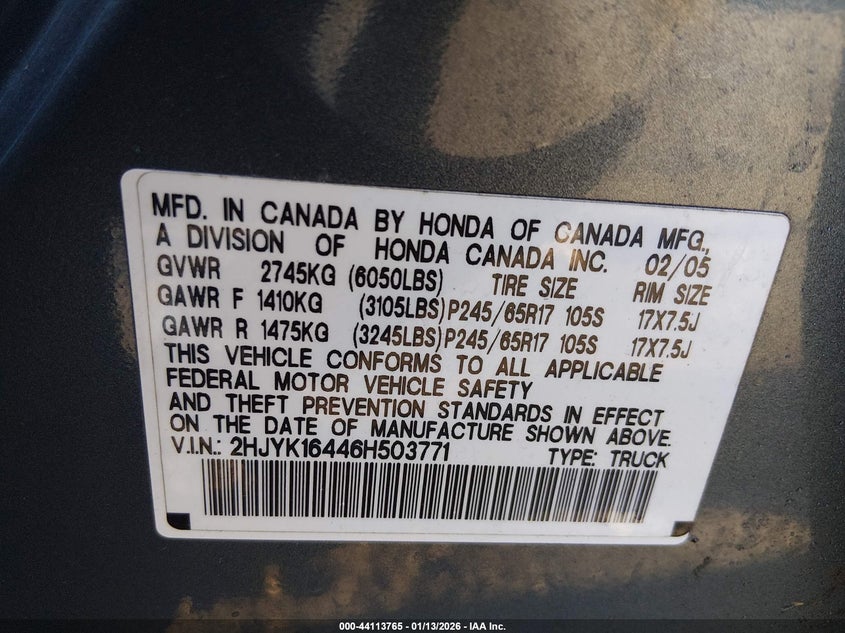 MFD. IN CANADA BY HONDA OF CANADA MFG.,
A DIVISION OF HONDA CANADA INC. 02/05
GVWR 2745KG (6050LBS) TIRE SIZE RIM SIZE
GAWR F 1410KG (3105LBS) P245/65R17 105S 17X7.5J
GAWR R 1475KG (3245LBS) P245/65R17 105S 17X7.5J
THIS VEHICLE CONFORMS TO ALL APPLICABLE
FEDERAL MOTOR VEHICLE SAFETY
AND THEFT PREVENTION STANDARDS IN EFFECT
ON THE DATE OF MANUFACTURE SHOWN ABOVE.
V.I.N.: 2HJYK16446H503771 TYPE: TRUCK
000-44113765 - 01/13/2026 - IAA Inc.